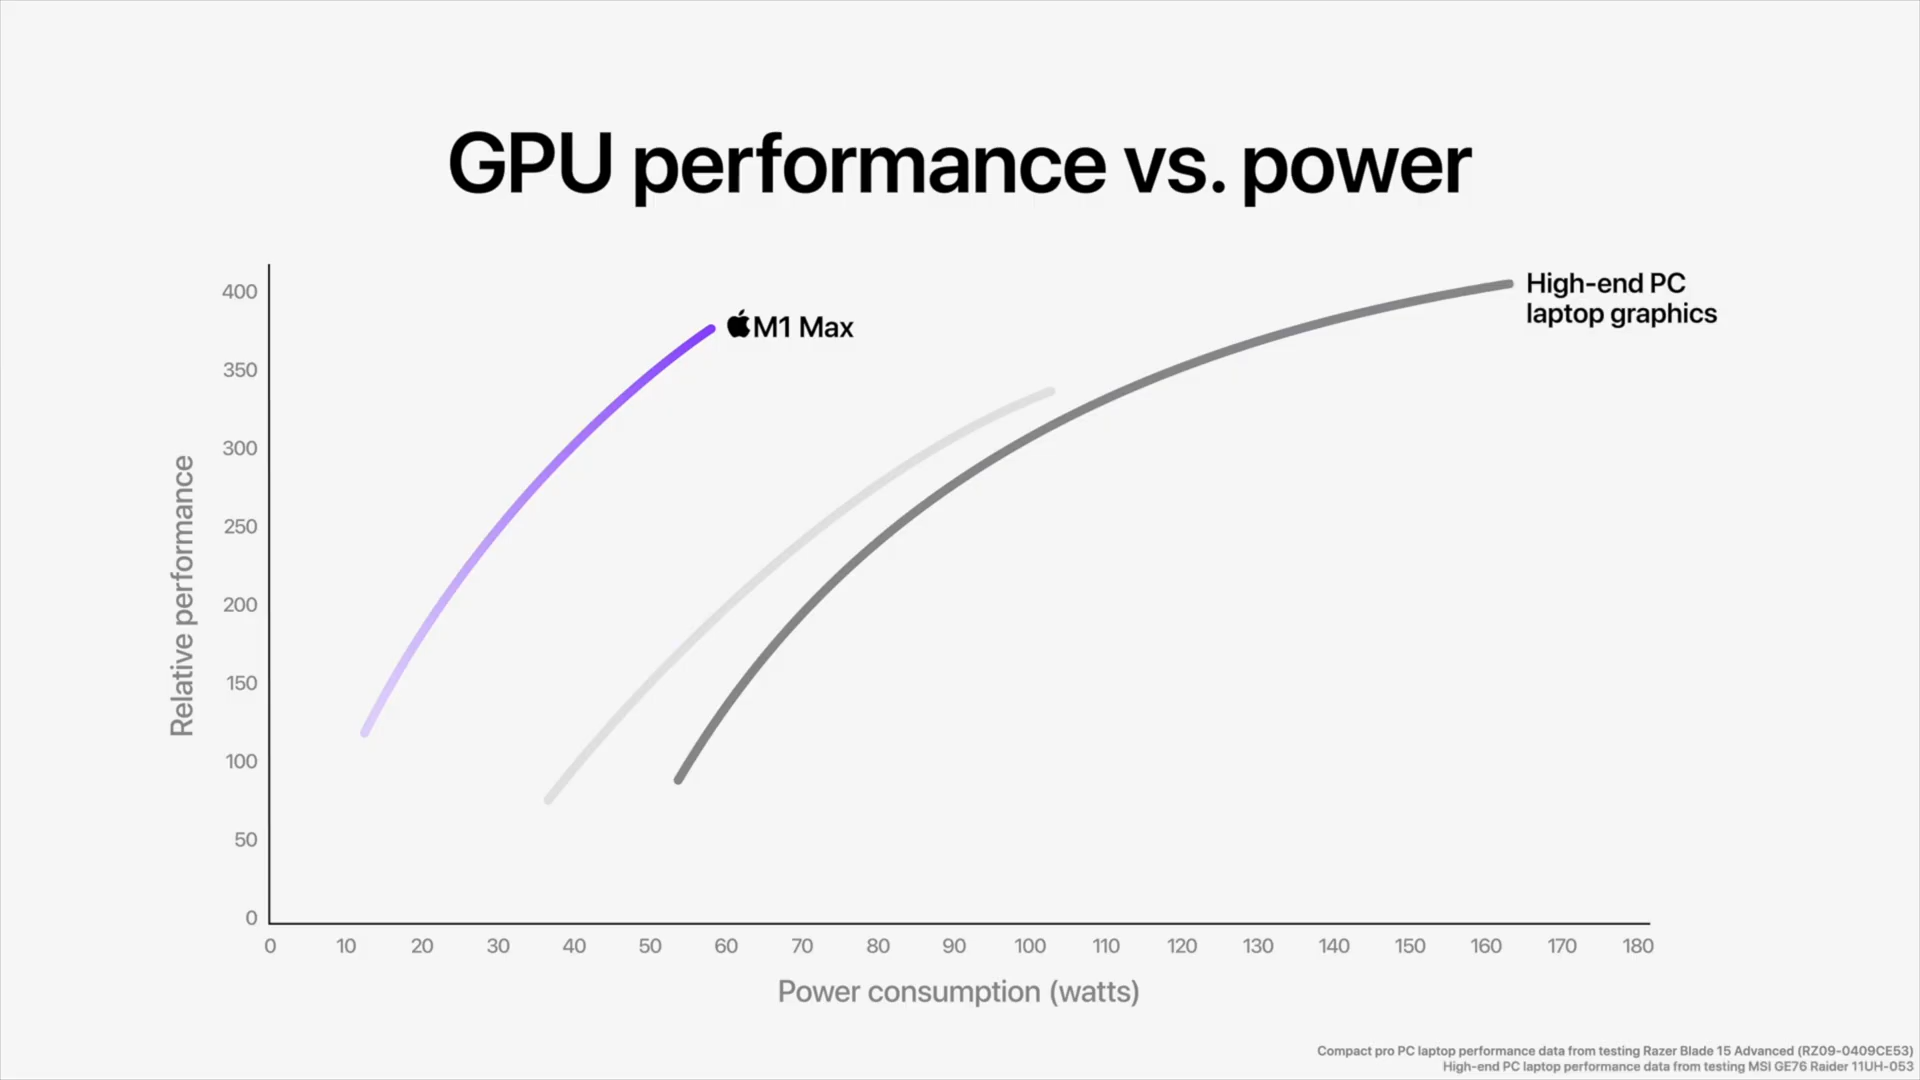 GPU performance vs. power
400
350
300
250
200
150
100
50
0
Relative performance
M1 Max
High-end PC
laptop graphics
0 10 20 30 40 50 60 70 80 90 100 110 120 130 140 150 160 170 180
Power consumption (watts)
Compact pro PC laptop performance data from testing Razer Blade 15 Advanced (RZ09-0409CE53)
High-end PC laptop performance data from testing MSI GE76 Raider 11UH-053